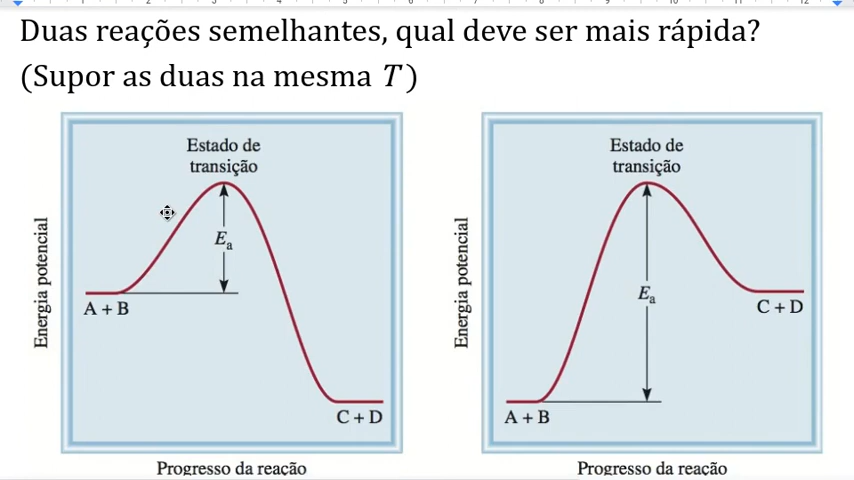 Duas reações semelhantes, qual deve ser mais rápida?
(Supor as duas na mesma T)
Estado de
transição
Energia potencial
Ea
A + B
C + D
Progresso da reação
Estado de
transição
Energia potencial
Ea
C + D
A + B
Progresso da reação